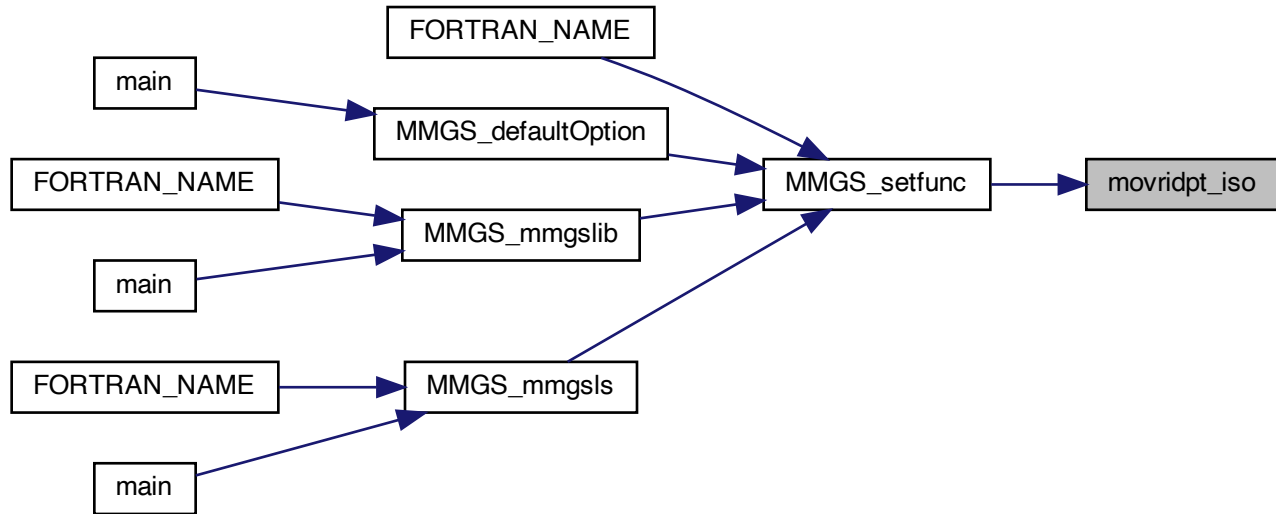 FORTRAN_NAME
main
MMGS_defaultOption
FORTRAN_NAME
MMGS_setfunc
movridpt_iso
MMGS_mmgslib
main
FORTRAN_NAME
MMGS_mmgsls
main